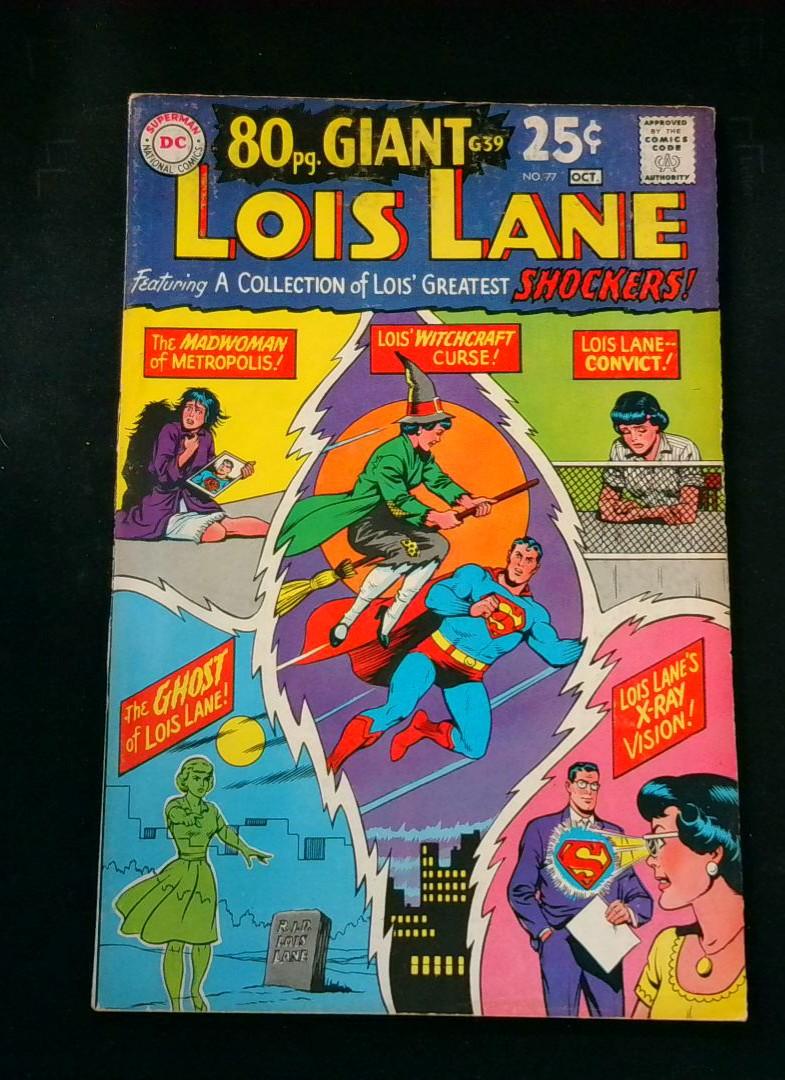 SUPERMAN
DC
NATIONAL COMICS
80pg. GIANT G39
25¢
NO. 77 OCT.
APPROVED
BY THE
COMICS
CODE
CA
AUTHORITY
LOIS LANE
Featuring A COLLECTION of LOIS' GREATEST SHOCKERS!
The MADWOMAN
of METROPOLIS!
LOIS' WITCHCRAFT
CURSE!
LOIS LANE--
CONVICT!
The GHOST
of LOIS LANE!
LOIS LANE'S
X-RAY
VISION!
S
S
R.I.P.
LOIS
LANE